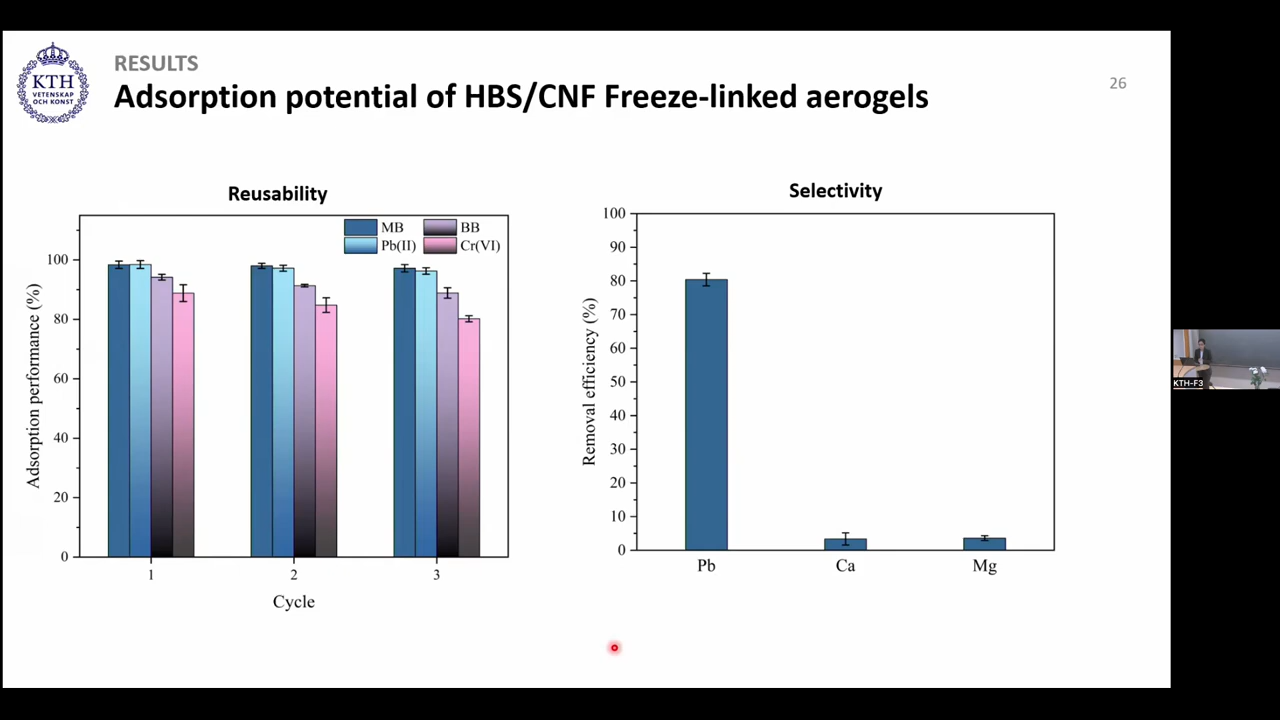 KTH
VETENSKAP
OCH KONST
RESULTS
Adsorption potential of HBS/CNF Freeze-linked aerogels
26
Reusability
MB
BB
Pb(II)
Cr(VI)
Adsorption performance (%)
100
80
60
40
20
0
1
2
3
Cycle
Selectivity
Removal efficiency (%)
100
90
80
70
60
50
40
30
20
10
0
Pb
Ca
Mg
KTH-F3